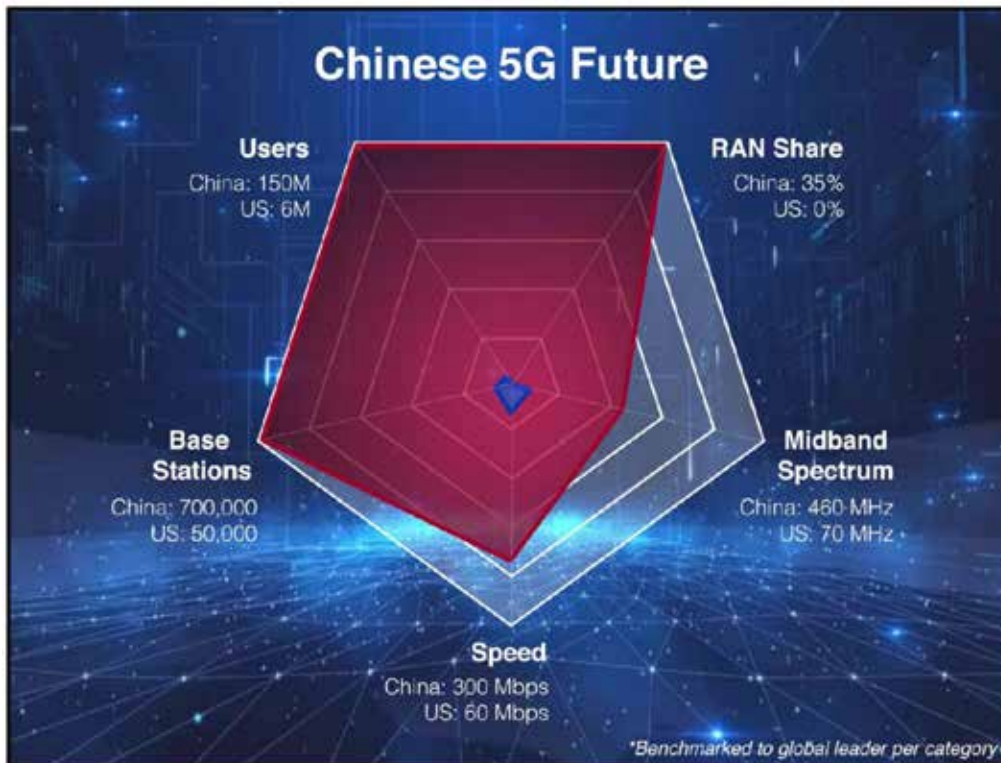 Chinese 5G Future
Users
China: 150M
US: 6M
RAN Share
China: 35%
US: 0%
Base
Stations
China: 700,000
US: 50,000
Midband
Spectrum
China: 460 MHz
US: 70 MHz
Speed
China: 300 Mbps
US: 60 Mbps
*Benchmarked to global leader per category